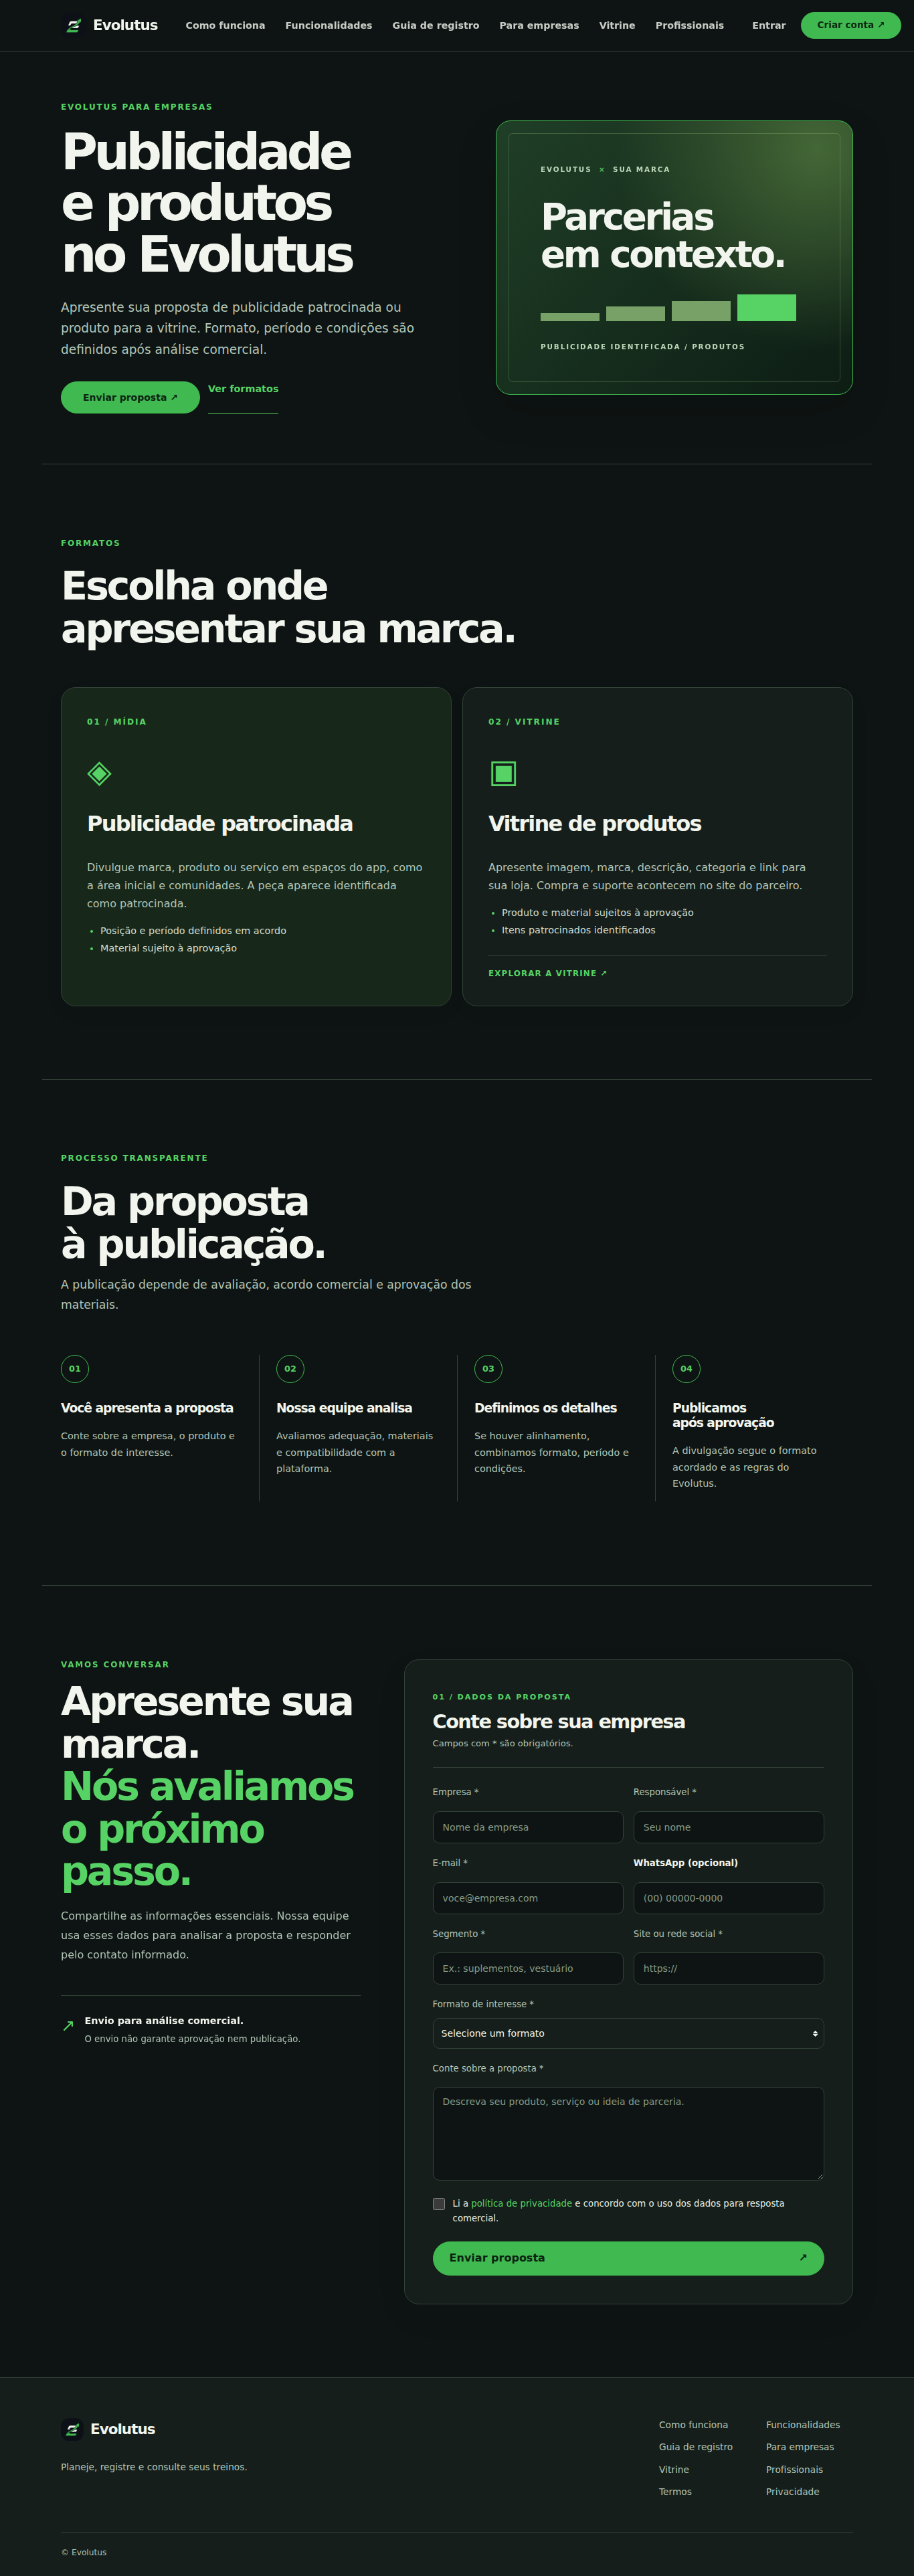 Evolutus
Como funciona
Funcionalidades
Guia de registro
Para empresas
Vitrine
Profissionais
Entrar
Criar conta ↗
EVOLUTUS PARA EMPRESAS
Publicidade
e produtos
no Evolutus
Apresente sua proposta de publicidade patrocinada ou
produto para a vitrine. Formato, período e condições são
definidos após análise comercial.
Enviar proposta ↗
Ver formatos
EVOLUTUS × SUA MARCA
Parcerias
em contexto.
PUBLICIDADE IDENTIFICADA / PRODUTOS
FORMATOS
Escolha onde
apresentar sua marca.
01 / MÍDIA
Publicidade patrocinada
Divulgue marca, produto ou serviço em espaços do app, como
a área inicial e comunidades. A peça aparece identificada
como patrocinada.
• Posição e período definidos em acordo
• Material sujeito à aprovação
02 / VITRINE
Vitrine de produtos
Apresente imagem, marca, descrição, categoria e link para
sua loja. Compra e suporte acontecem no site do parceiro.
• Produto e material sujeitos à aprovação
• Itens patrocinados identificados
EXPLORAR A VITRINE ↗
PROCESSO TRANSPARENTE
Da proposta
à publicação.
A publicação depende de avaliação, acordo comercial e aprovação dos
materiais.
01
Você apresenta a proposta
Conte sobre a empresa, o produto e
o formato de interesse.
02
Nossa equipe analisa
Avaliamos adequação, materiais
e compatibilidade com a
plataforma.
03
Definimos os detalhes
Se houver alinhamento,
combinamos formato, período e
condições.
04
Publicamos
após aprovação
A divulgação segue o formato
acordado e as regras do
Evolutus.
VAMOS CONVERSAR
Apresente sua
marca.
Nós avaliamos
o próximo
passo.
Compartilhe as informações essenciais. Nossa equipe
usa esses dados para analisar a proposta e responder
pelo contato informado.
↗
Envio para análise comercial.
O envio não garante aprovação nem publicação.
01 / DADOS DA PROPOSTA
Conte sobre sua empresa
Campos com * são obrigatórios.
Empresa *
Nome da empresa
Responsável *
Seu nome
E-mail *
voce@empresa.com
WhatsApp (opcional)
(00) 00000-0000
Segmento *
Ex.: suplementos, vestuário
Site ou rede social *
https://
Formato de interesse *
Selecione um formato
Conte sobre a proposta *
Descreva seu produto, serviço ou ideia de parceria.
Li a política de privacidade e concordo com o uso dos dados para resposta
comercial.
Enviar proposta ↗
Evolutus
Planeje, registre e consulte seus treinos.
Como funciona
Funcionalidades
Guia de registro
Para empresas
Vitrine
Profissionais
Termos
Privacidade
© Evolutus